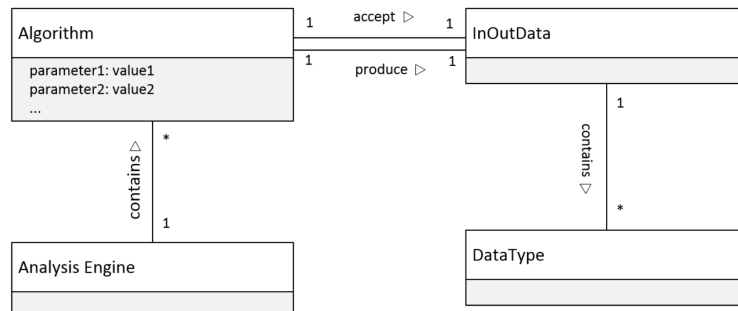 Algorithm
parameter1: value1
parameter2: value2
...
1
accept ▷
1
1
produce ▷
1
InOutData
1
contains ▷
*
*
contains ▷
1
Analysis Engine
DataType